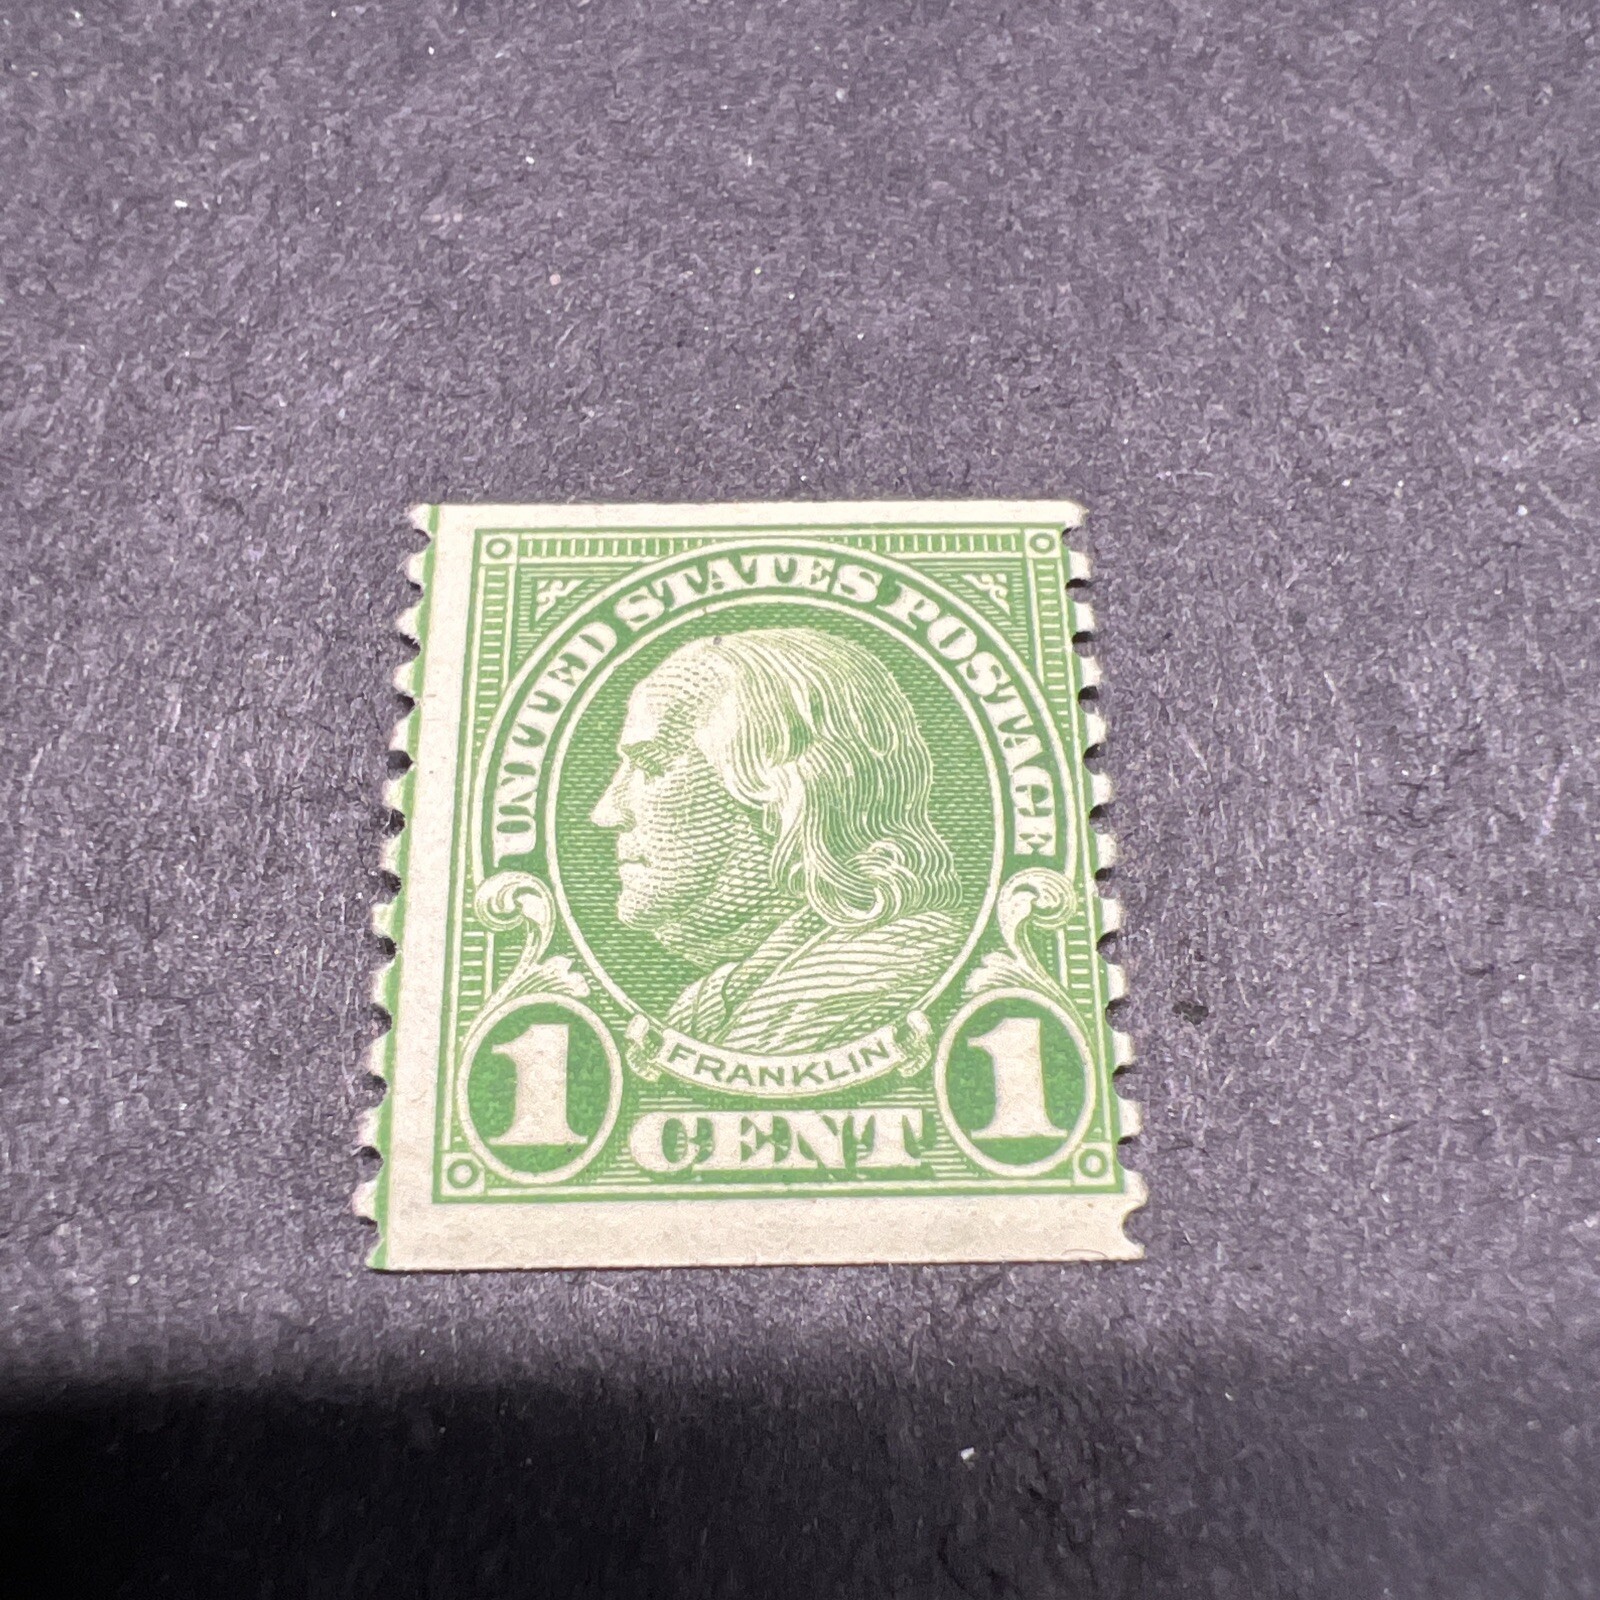 UNITED STATES POSTAGE
FRANKLIN
1 CENT 1